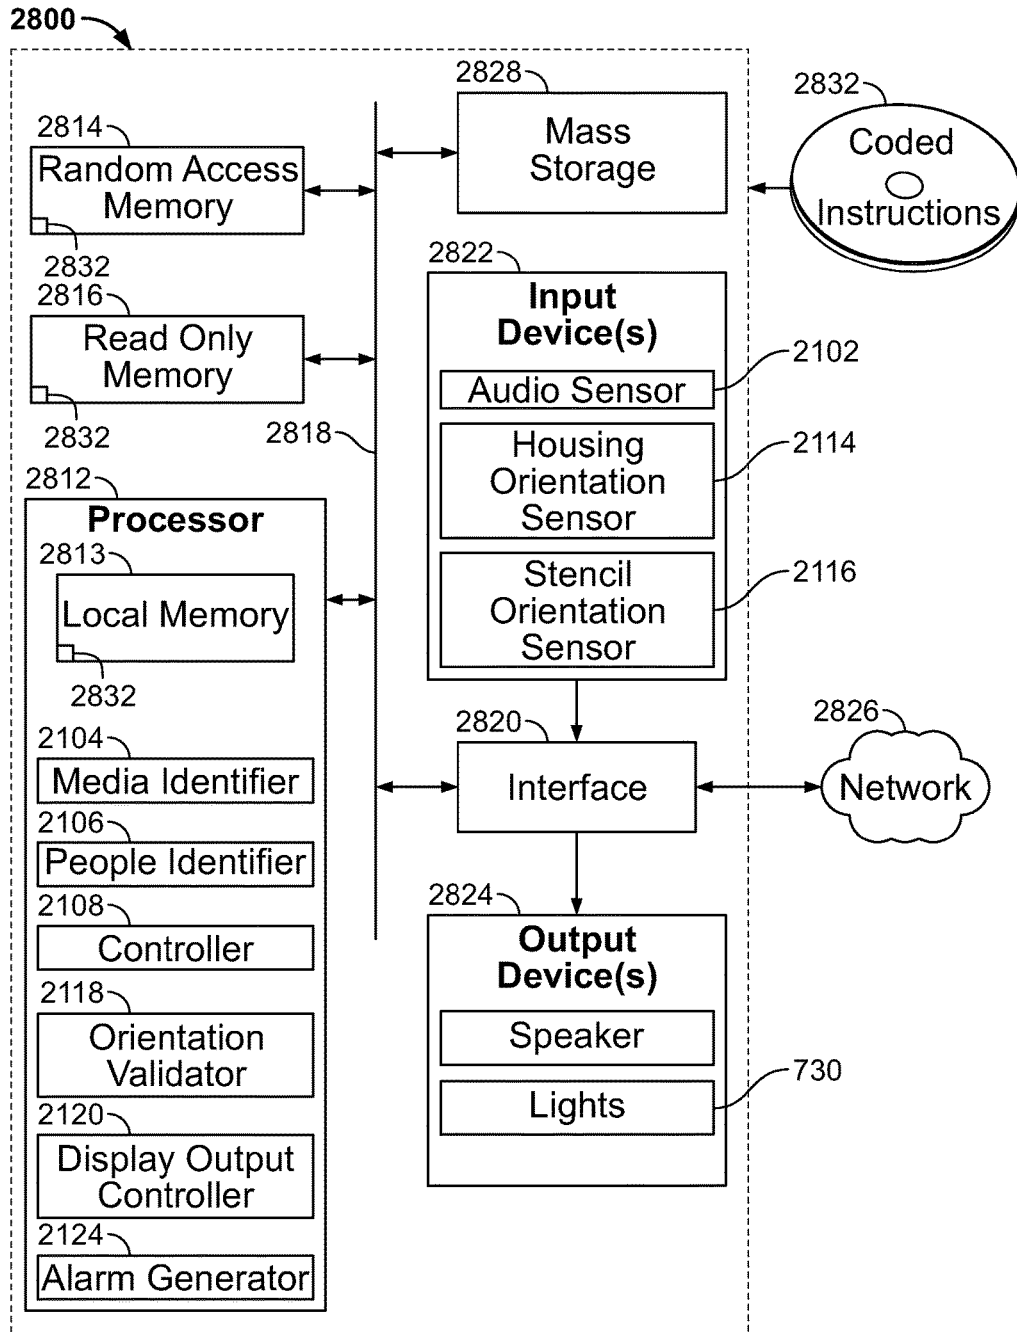 2800
2814
Random Access
Memory
2832
2816
Read Only
Memory
2832
2818
2812
Processor
2813
Local Memory
2832
2104
Media Identifier
2106
People Identifier
2108
Controller
2118
Orientation
Validator
2120
Display Output
Controller
2124
Alarm Generator
2828
Mass
Storage
2832
Coded
Instructions
2822
Input
Device(s)
2102
Audio Sensor
Housing
Orientation
Sensor
2114
Stencil
Orientation
Sensor
2116
2820
Interface
2826
Network
2824
Output
Device(s)
Speaker
Lights
730